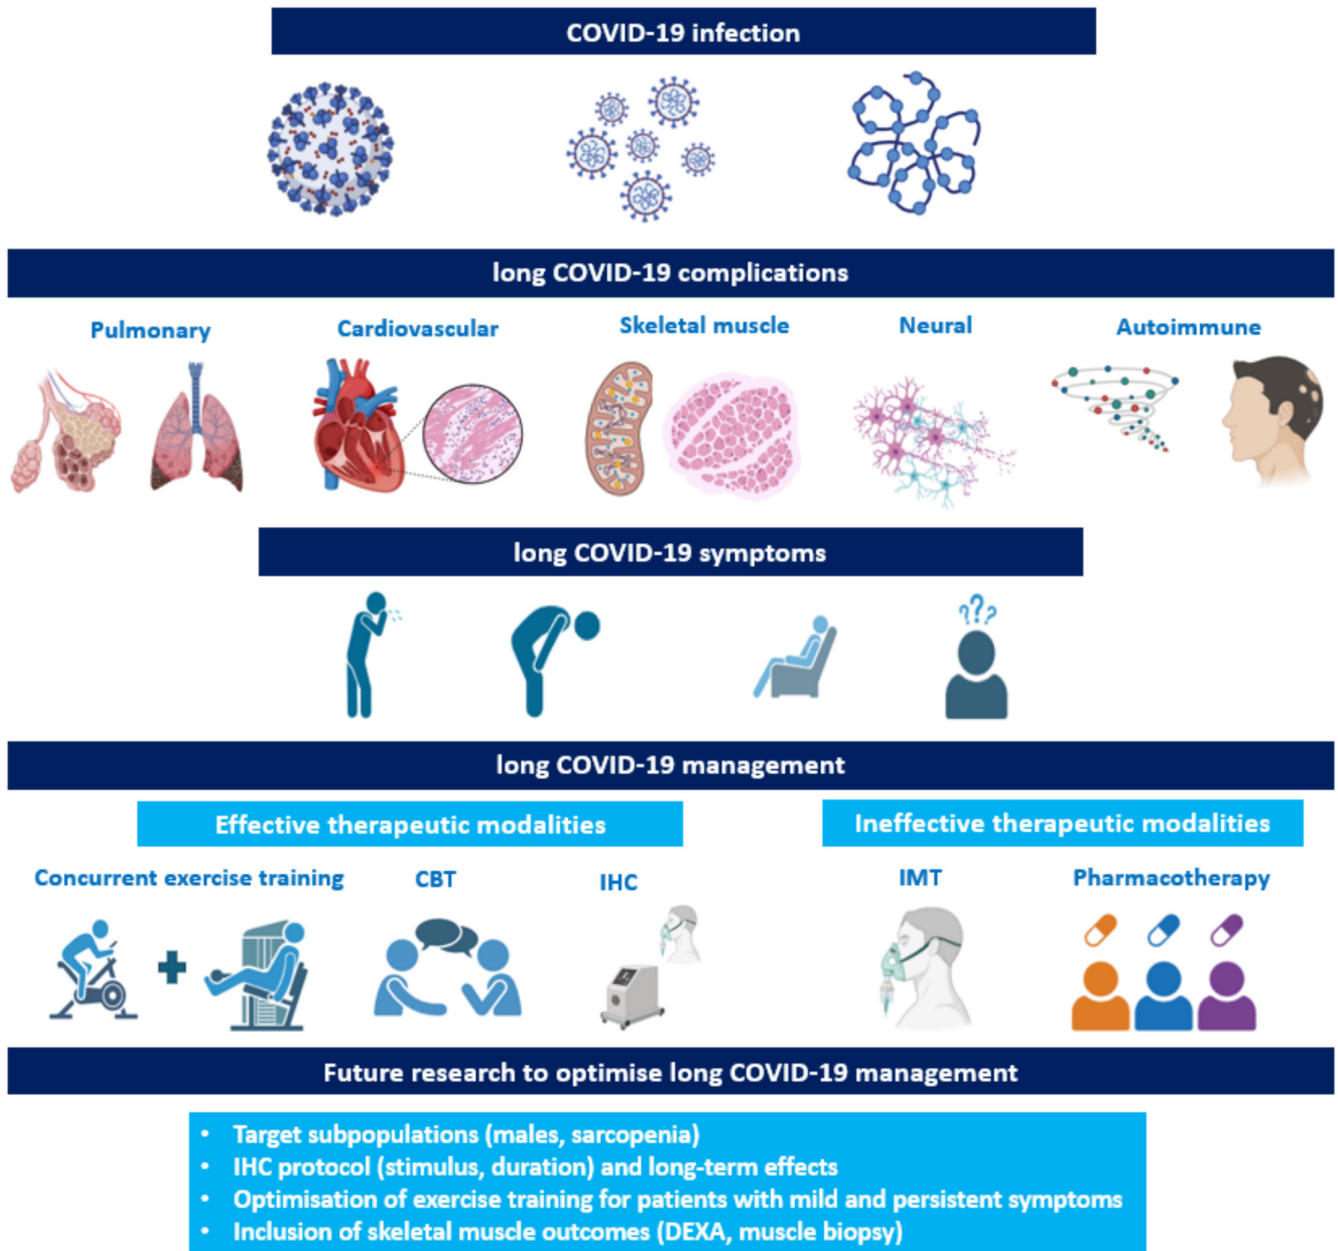 COVID-19 infection
long COVID-19 complications
Pulmonary
Cardiovascular
Skeletal muscle
Neural
Autoimmune
long COVID-19 symptoms
???
long COVID-19 management
Effective therapeutic modalities
Ineffective therapeutic modalities
Concurrent exercise training
CBT
IHC
IMT
Pharmacotherapy
Future research to optimise long COVID-19 management
• Target subpopulations (males, sarcopenia)
• IHC protocol (stimulus, duration) and long-term effects
• Optimisation of exercise training for patients with mild and persistent symptoms
• Inclusion of skeletal muscle outcomes (DEXA, muscle biopsy)